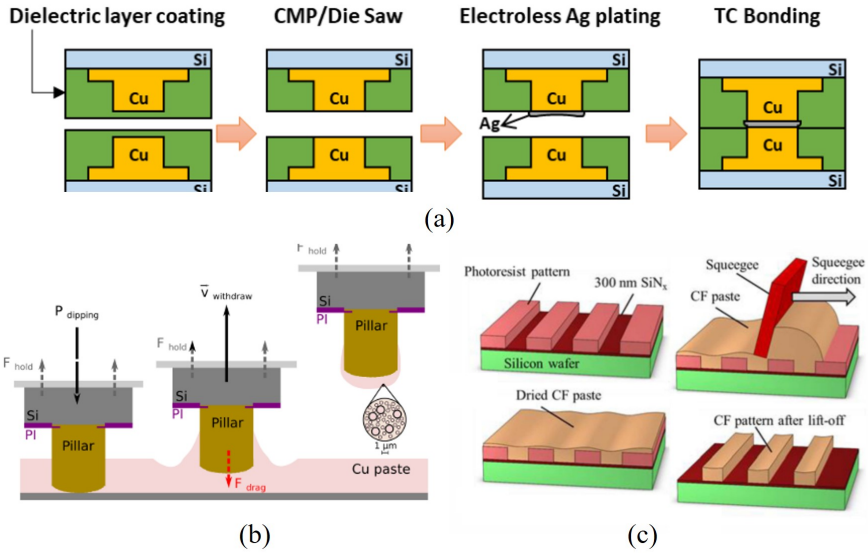 Dielectric layer coating
CMP/Die Saw
Electroless Ag plating
TC Bonding
Si
Cu
Cu
Si
Si
Cu
Cu
Si
Si
Cu
Ag
Cu
Si
Si
Cu
Cu
Si
(a)
F hold
P dipping
F hold
Si
PI
Pillar
V̅ withdraw
F hold
Si
PI
Pillar
F drag
Si
PI
Pillar
1 μm
Cu paste
(b)
Photoresist pattern
300 nm SiNₓ
Silicon wafer
Squeegee
Squeegee
direction
CF paste
Dried CF paste
CF pattern after lift-off
(c)